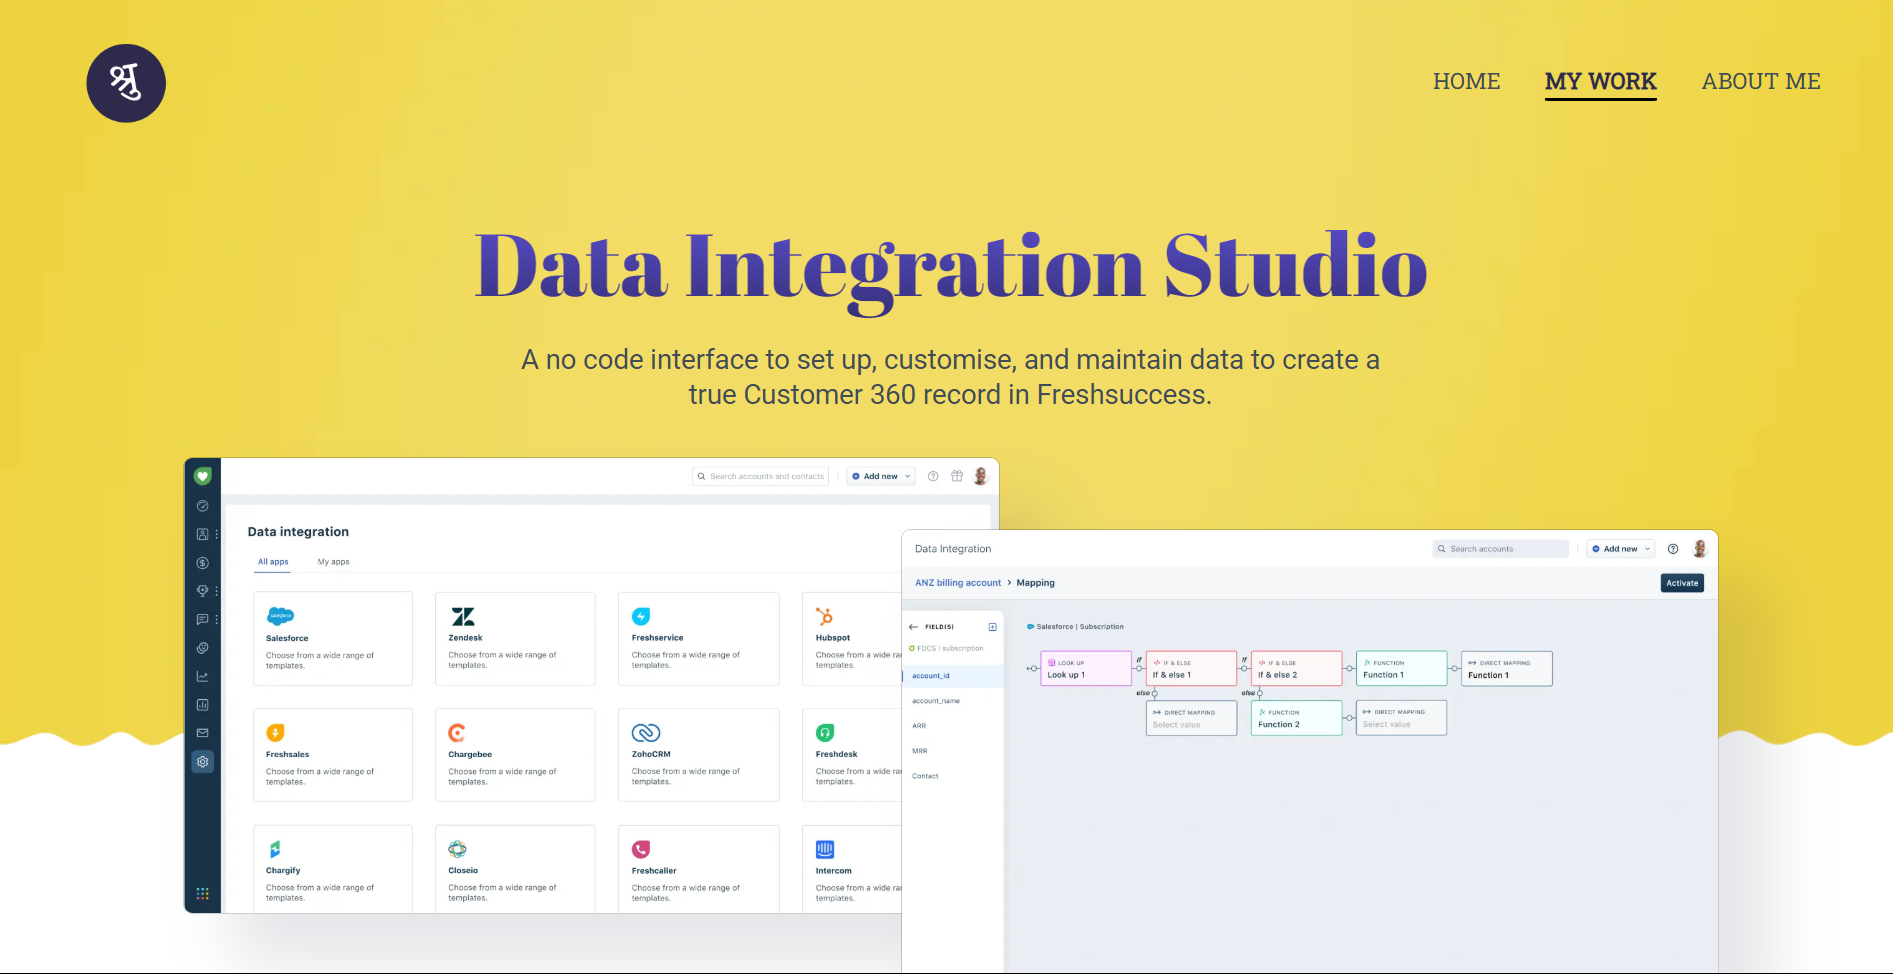 श्रु
HOME
MY WORK
ABOUT ME
Data Integration Studio
A no code interface to set up, customise, and maintain data to create a
true Customer 360 record in Freshsuccess.
Search accounts and contacts
Add new
Data integration
All apps
My apps
salesforce
Salesforce
Choose from a wide range of
templates.
Zendesk
Choose from a wide range of
templates.
Freshservice
Choose from a wide range of
templates.
Hubspot
Choose from a wide ra
templates.
Freshsales
Choose from a wide range of
templates.
Chargebee
Choose from a wide range of
templates.
ZohoCRM
Choose from a wide range of
templates.
Freshdesk
Choose from a wide ra
templates.
Chargify
Choose from a wide range of
templates.
Closeio
Choose from a wide range of
templates.
Freshcaller
Choose from a wide range of
templates.
Intercom
Choose from a wide ra
templates.
Data Integration
Search accounts
Add new
ANZ billing account > Mapping
Activate
FIELD(S)
FDCS | subscription
account_id
account_name
ARR
MRR
Contact
Salesforce | Subscription
LOOK UP
Look up 1
If
IF & ELSE
If & else 1
If
IF & ELSE
If & else 2
FUNCTION
Function 1
DIRECT MAPPING
Function 1
else
DIRECT MAPPING
Select value
else
FUNCTION
Function 2
DIRECT MAPPING
Select value